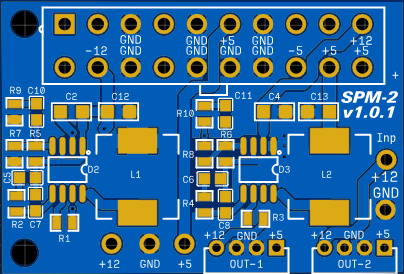 GND GND GND +5 GND +12
-12 GND GND GND -5 +5
+
R9 C10 C2 C12 C11 C4 C13
SPM-2
v1.0.1
R10
R7 R5 R6 Inp
R8
D2 L1 D3 L2
C5 C6 +12
R4 R3 GND
R2 C7 R1 C8
+12 GND +5 +12 GND +5 +12 GND +5
OUT-1 OUT-2